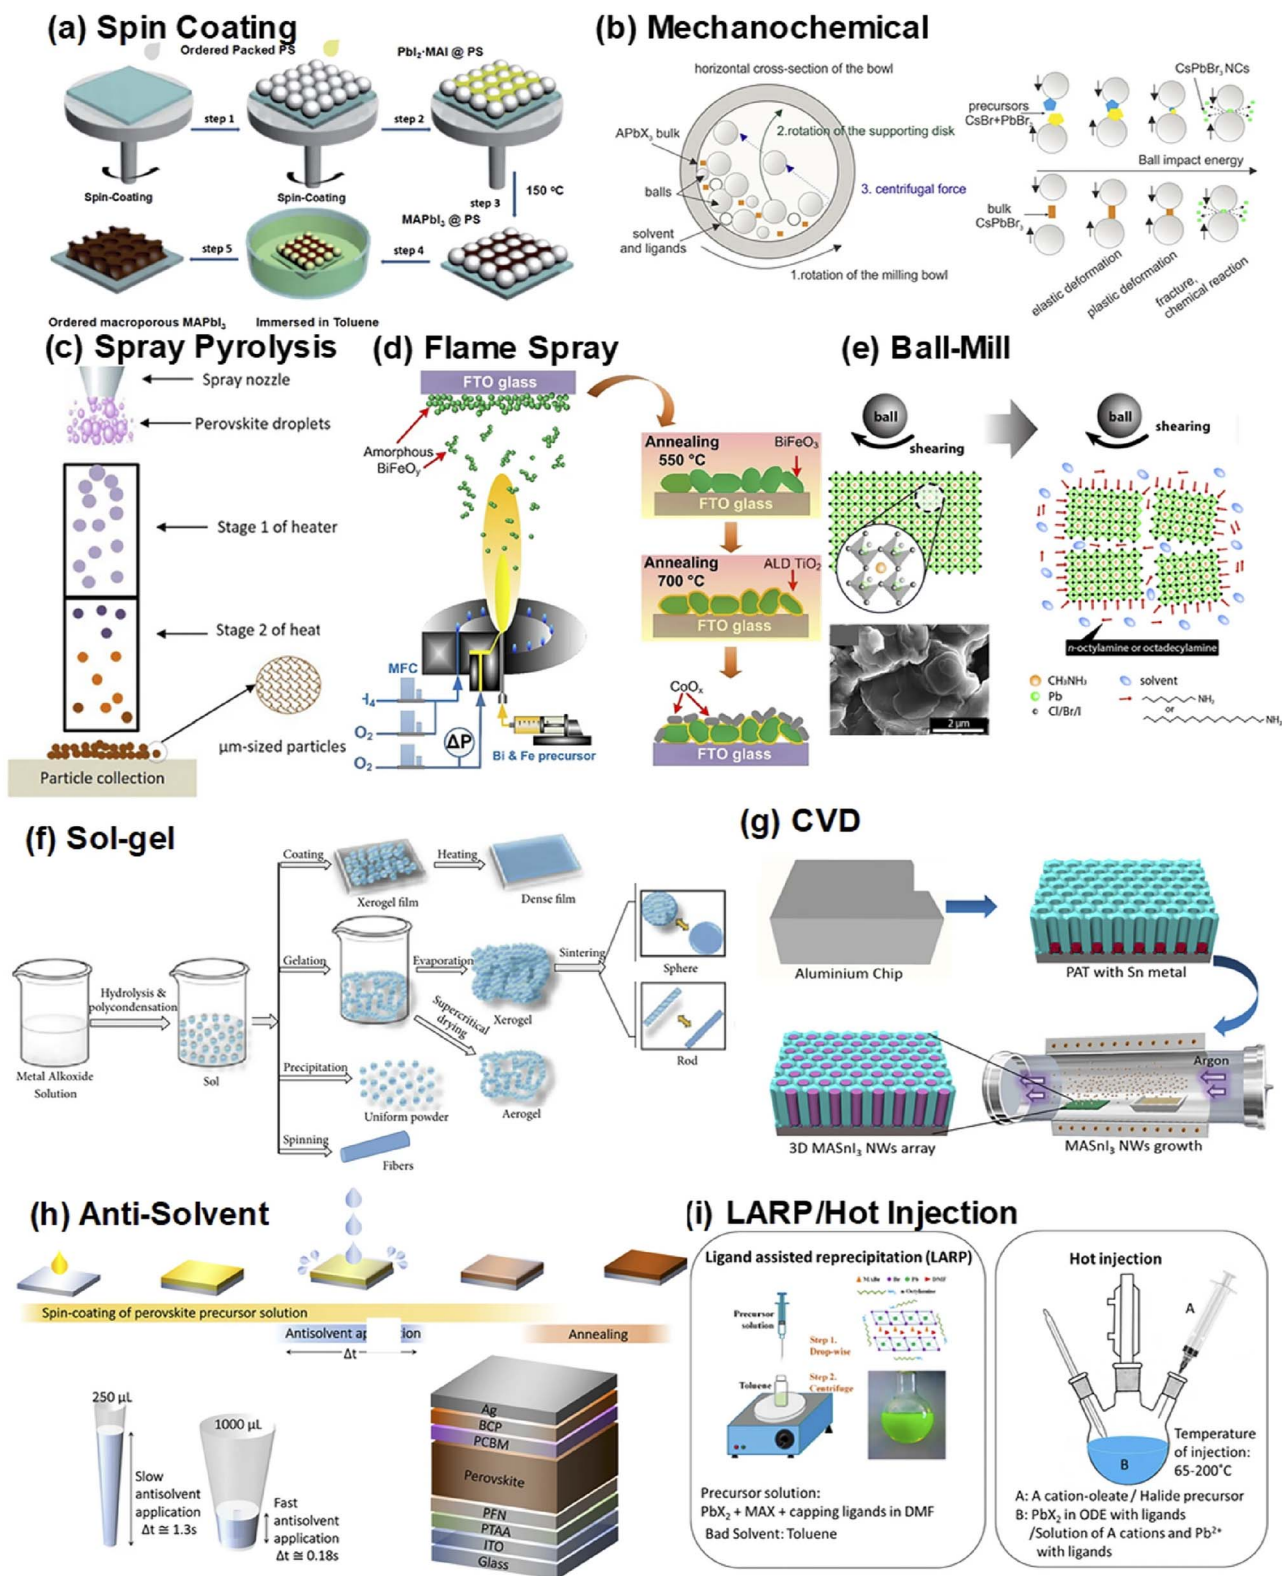 (a) Spin Coating
Ordered Packed PS
PbI₂·MAI @ PS
step 1
step 2
Spin-Coating
Spin-Coating
150 °C
step 3
MAPbI₃ @ PS
step 5
step 4
Ordered macroporous MAPbI₃
Immersed in Toluene
(b) Mechanochemical
horizontal cross-section of the bowl
2.rotation of the supporting disk
APbX₃ bulk
balls
3. centrifugal force
solvent
and ligands
1.rotation of the milling bowl
CsPbBr₃ NCs
precursors
CsBr+PbBr₂
Ball impact energy
bulk
CsPbBr₃
elastic deformation
plastic deformation
fracture,
chemical reaction
(c) Spray Pyrolysis
Spray nozzle
Perovskite droplets
Stage 1 of heater
Stage 2 of heat
μm-sized particles
Particle collection
(d) Flame Spray
FTO glass
Amorphous
BiFeOᵧ
MFC
H₄
O₂
O₂
ΔP
Bi & Fe precursor
Annealing
550 °C
BiFeO₃
FTO glass
Annealing
700 °C
ALD TiO₂
FTO glass
CoOₓ
FTO glass
(e) Ball-Mill
ball
shearing
ball
shearing
2 μm
n-octylamine or octadecylamine
CH₃NH₃
Pb
Cl/Br/I
solvent
NH₂
or
NH₂
(f) Sol-gel
Coating
Heating
Xerogel film
Dense film
Gelation
Evaporation
Sintering
Sphere
Hydrolysis &
polycondensation
Supercritical
drying
Xerogel
Rod
Metal Alkoxide
Solution
Sol
Precipitation
Uniform powder
Aerogel
Spinning
Fibers
(g) CVD
Aluminium Chip
PAT with Sn metal
Argon
3D MASnI₃ NWs array
MASnI₃ NWs growth
(h) Anti-Solvent
Spin-coating of perovskite precursor solution
Antisolvent application
Annealing
Δt
250 μL
1000 μL
Slow
antisolvent
application
Δt ≅ 1.3s
Fast
antisolvent
application
Δt ≅ 0.18s
Ag
BCP
PCBM
Perovskite
PFN
PTAA
ITO
Glass
(i) LARP/Hot Injection
Ligand assisted reprecipitation (LARP)
MABr Br Pb DMF
n-Octylamine
Precursor
solution
Step 1.
Drop-wise
Toluene
Step 2.
Centrifuge
Precursor solution:
PbX₂ + MAX + capping ligands in DMF
Bad Solvent: Toluene
Hot injection
A
B
Temperature
of injection:
65-200˚C
A: A cation-oleate / Halide precursor
B: PbX₂ in ODE with ligands
/Solution of A cations and Pb²⁺
with ligands